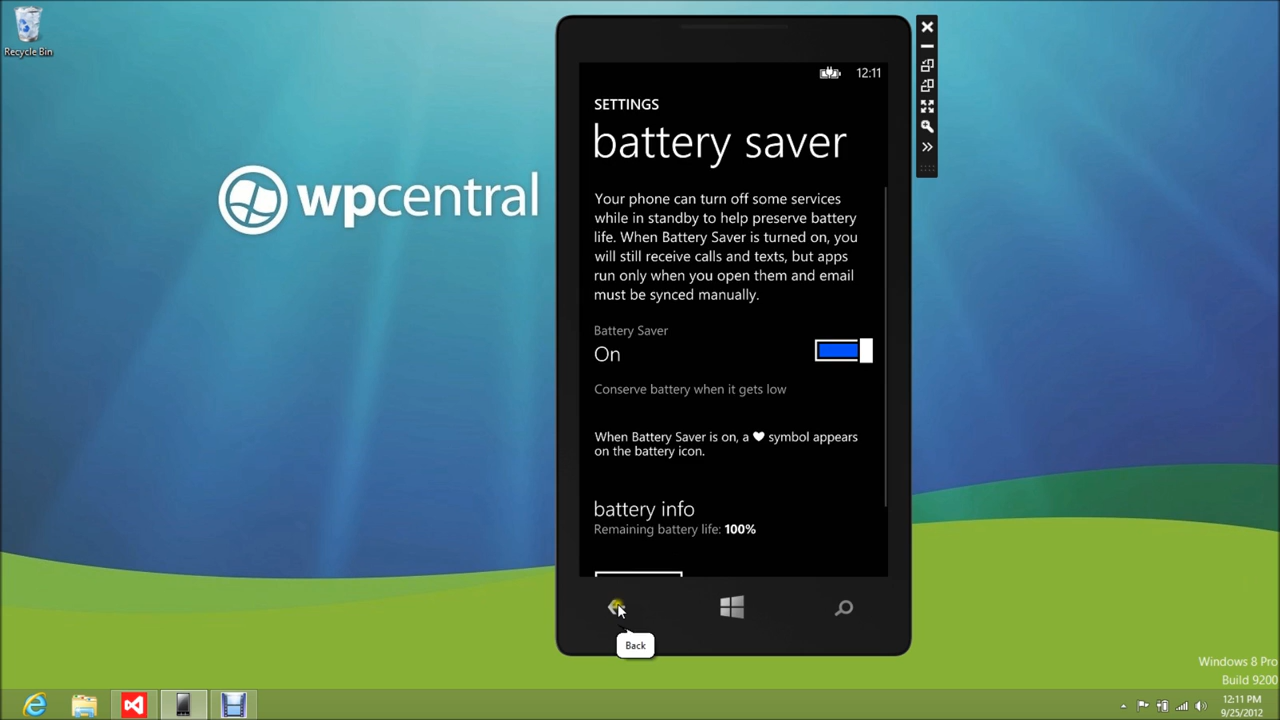 Recycle Bin
wpcentral
12:11
SETTINGS
battery saver
Your phone can turn off some services
while in standby to help preserve battery
life. When Battery Saver is turned on, you
will still receive calls and texts, but apps
run only when you open them and email
must be synced manually.
Battery Saver
On
Conserve battery when it gets low
When Battery Saver is on, a ♥ symbol appears
on the battery icon.
battery info
Remaining battery life: 100%
Back
Windows 8 Pro
Build 9200
12:11 PM
9/25/2012